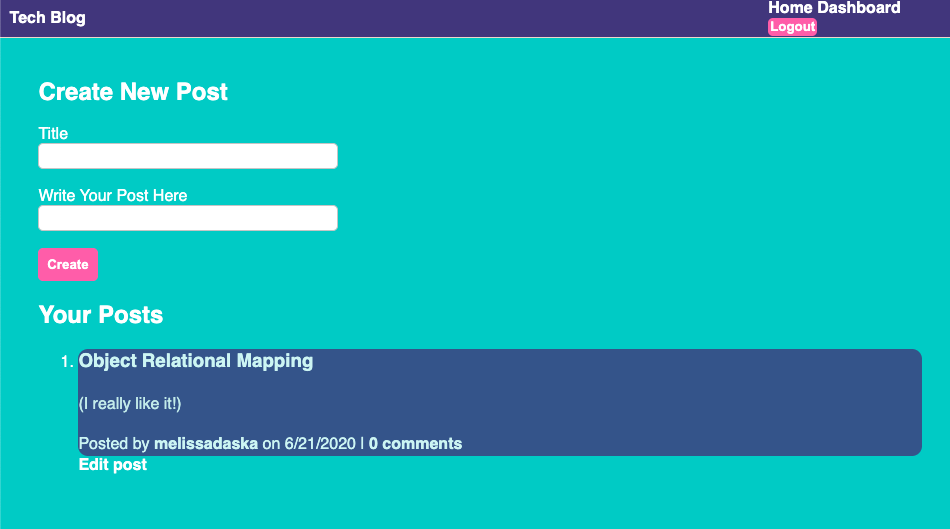 Tech Blog
Home Dashboard
Logout
Create New Post
Title
Write Your Post Here
Create
Your Posts
1. Object Relational Mapping
(I really like it!)
Posted by melissadaska on 6/21/2020 | 0 comments
Edit post